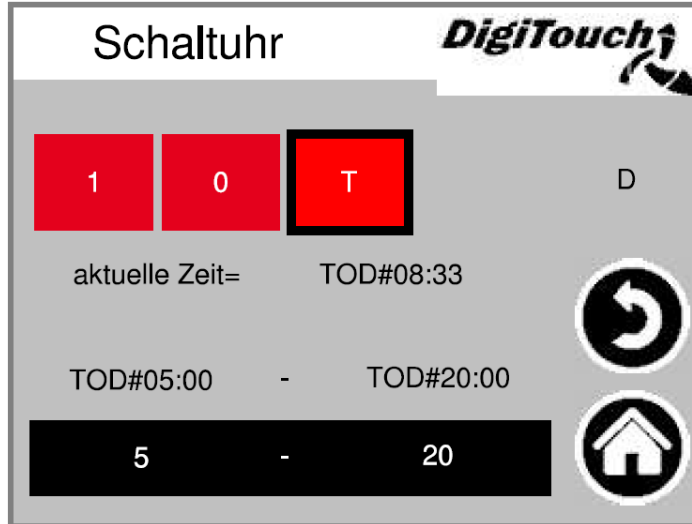 Schaltuhr DigiTouch
1 0 T D
aktuelle Zeit= TOD#08:33
TOD#05:00 - TOD#20:00
5 - 20